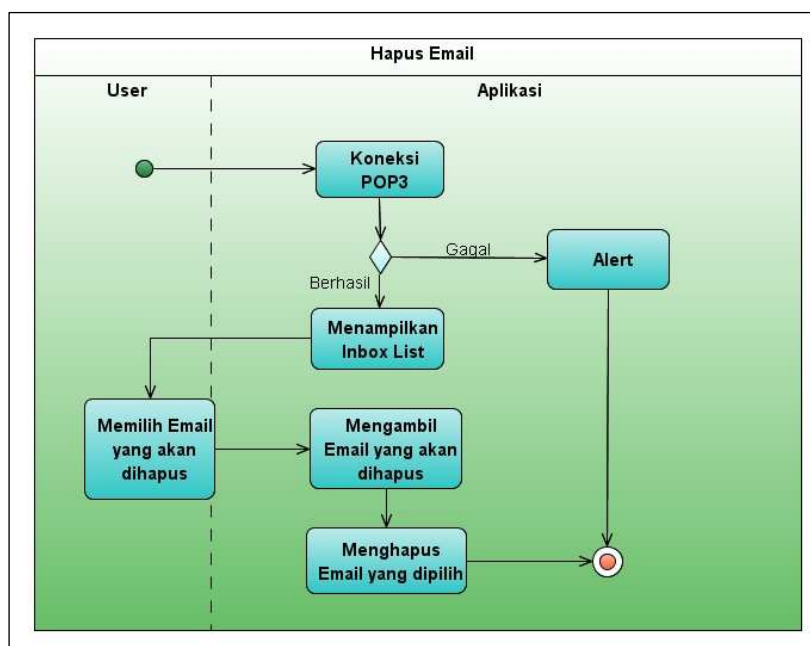 Hapus Email
User
Aplikasi
Koneksi
POP3
Gagal
Alert
Berhasil
Menampilkan
Inbox List
Memilih Email
yang akan
dihapus
Mengambil
Email yang akan
dihapus
Menghapus
Email yang dipilih